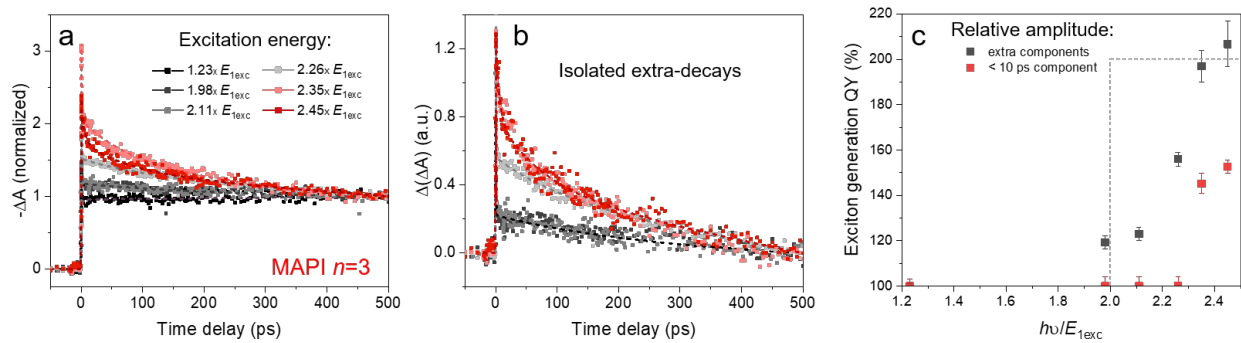 a
Excitation energy:
1.23x E1exc
1.98x E1exc
2.11x E1exc
2.26x E1exc
2.35x E1exc
2.45x E1exc
MAPI n=3
-ΔA (normalized)
3
2
1
0
0
100
200
300
400
500
Time delay (ps)
b
Isolated extra-decays
Δ(ΔA) (a.u.)
1.2
0.8
0.4
0.0
0
100
200
300
400
500
Time delay (ps)
c
Relative amplitude:
extra components
< 10 ps component
Exciton generation QY (%)
220
200
180
160
140
120
100
1.2
1.4
1.6
1.8
2.0
2.2
2.4
hυ/E1exc